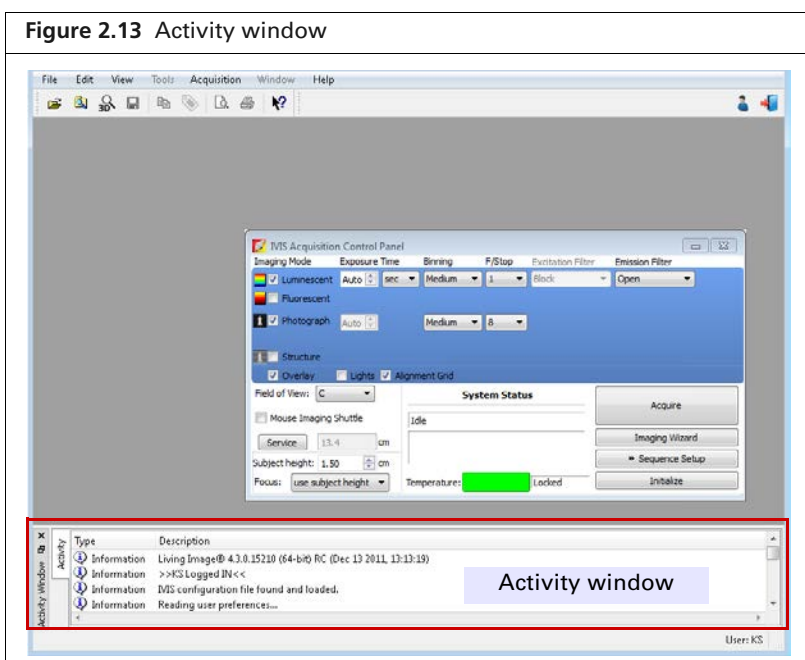 Figure 2.13 Activity window
File Edit View Tools Acquisition Window Help
3D
IVIS Acquisition Control Panel
Imaging Mode Exposure Time Binning F/Stop Excitation Filter Emission Filter
Luminescent Auto sec Medium 1 Block Open
Fluorescent
Photograph Auto Medium 8
Structure
Overlay Lights Alignment Grid
Field of View: C System Status
Acquire
Mouse Imaging Shuttle Idle
Service 13.4 cm Imaging Wizard
Subject height: 1.50 cm Sequence Setup
Focus: use subject height Temperature: Locked Initialize
Activity Window
Activity
Type Description
Information Living Image® 4.3.0.15210 (64-bit) RC (Dec 13 2011, 13:13:19)
Information >>KS Logged IN<<
Information IVIS configuration file found and loaded.
Information Reading user preferences...
Activity window
User: KS